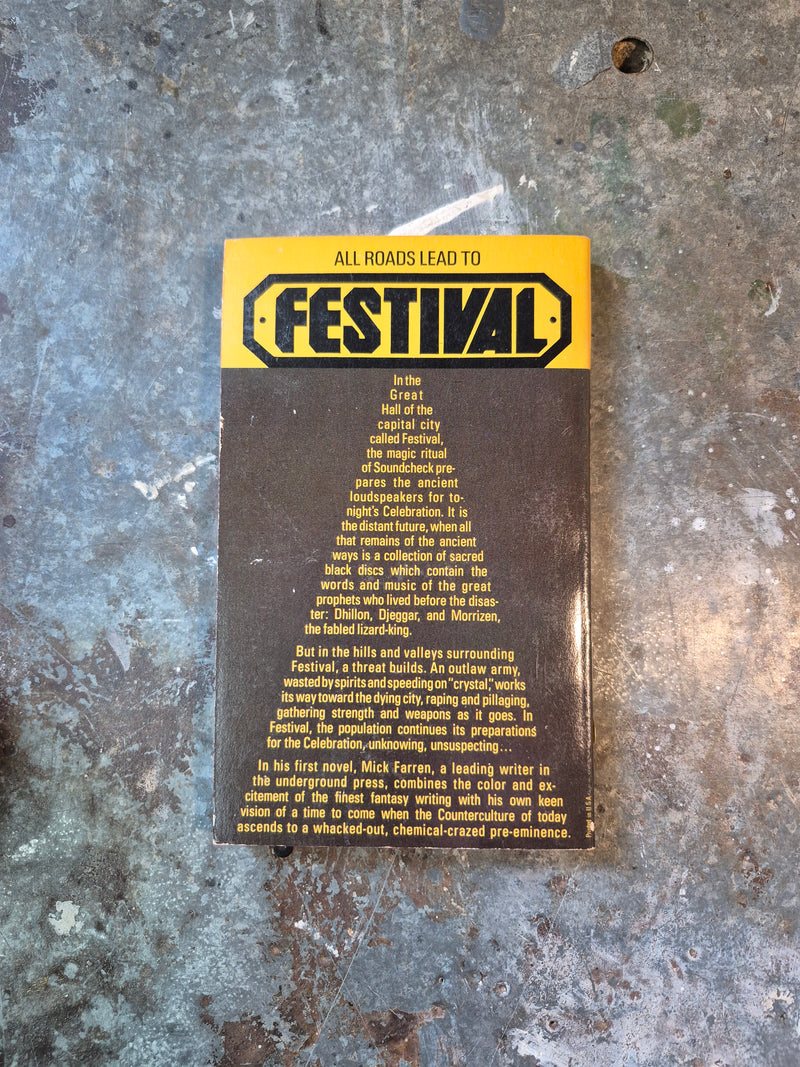 ALL ROADS LEAD TO
FESTIVAL
In the
Great
Hall of the
capital city
called Festival,
the magic ritual
of Soundcheck pre-
pares the ancient
loudspeakers for to-
night's Celebration. It is
the distant future, when all
that remains of the ancient
ways is a collection of sacred
black discs which contain the
words and music of the great
prophets who lived before the disas-
ter: Dhillon, Djeggar, and Morrizen,
the fabled lizard-king.
But in the hills and valleys surrounding
Festival, a threat builds. An outlaw army,
wasted by spirits and speeding on "crystal," works
its way toward the dying city, raping and pillaging,
gathering strength and weapons as it goes. In
Festival, the population continues its preparations
for the Celebration, unknowing, unsuspecting...
In his first novel, Mick Farren, a leading writer in
the underground press, combines the color and ex-
citement of the finest fantasy writing with his own keen
vision of a time to come when the Counterculture of today
ascends to a whacked-out, chemical-crazed pre-eminence.
Printed in U.S.A.